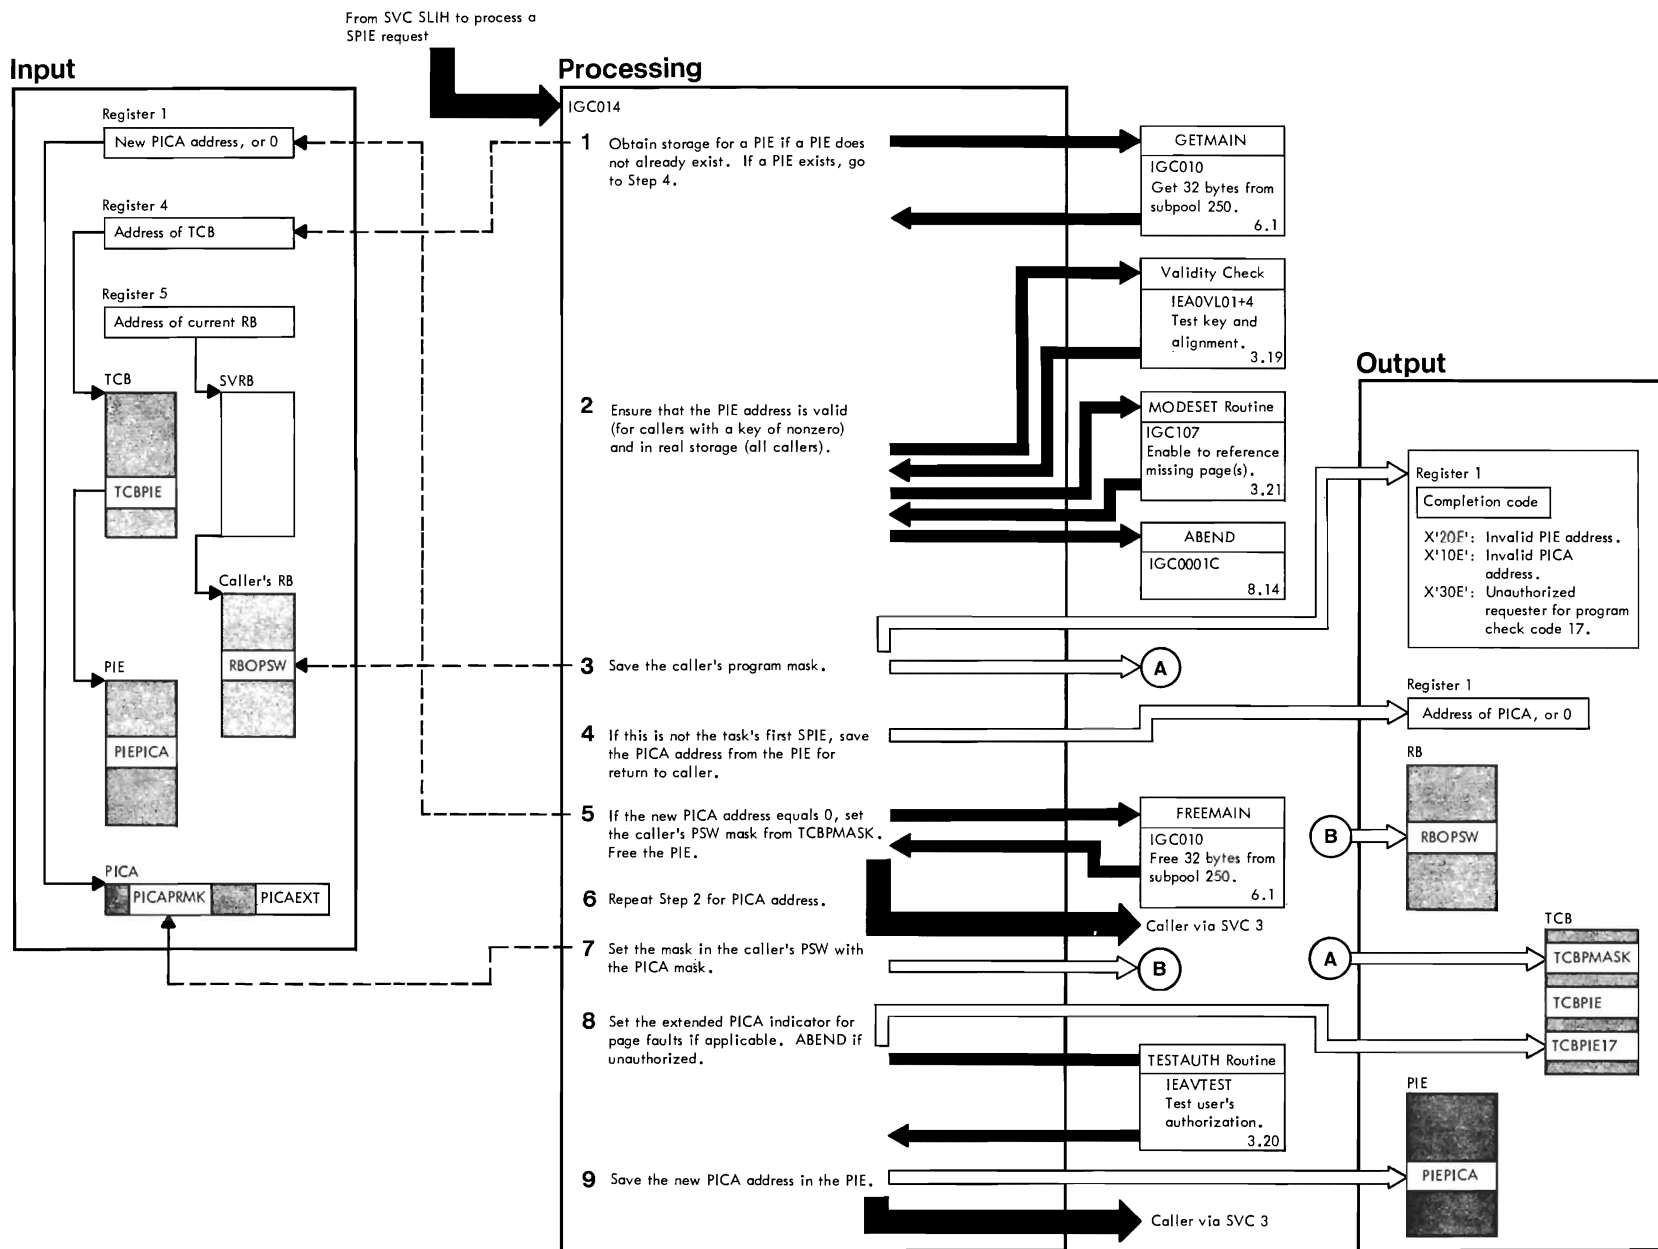 From SVC SLIH to process a
SPIE request
Input
Register 1
New PICA address, or 0
Register 4
Address of TCB
Register 5
Address of current RB
TCB
SVRB
TCBPIE
Caller's RB
RBOPSW
PIE
PIEPICA
PICA
PICAPRMK
PICAEXT
Processing
IGC014
1 Obtain storage for a PIE if a PIE does
not already exist. If a PIE exists, go
to Step 4.
2 Ensure that the PIE address is valid
(for callers with a key of nonzero)
and in real storage (all callers).
3 Save the caller's program mask.
4 If this is not the task's first SPIE, save
the PICA address from the PIE for
return to caller.
5 If the new PICA address equals 0, set
the caller's PSW mask from TCBPMASK.
Free the PIE.
6 Repeat Step 2 for PICA address.
7 Set the mask in the caller's PSW with
the PICA mask.
8 Set the extended PICA indicator for
page faults if applicable. ABEND if
unauthorized.
9 Save the new PICA address in the PIE.
GETMAIN
IGC010
Get 32 bytes from
subpool 250.
6.1
Validity Check
IEA0VL01+4
Test key and
alignment.
3.19
MODESET Routine
IGC107
Enable to reference
missing page(s).
3.21
ABEND
IGC0001C
8.14
A
FREEMAIN
IGC010
Free 32 bytes from
subpool 250.
6.1
Caller via SVC 3
B
TESTAUTH Routine
IEAVTEST
Test user's
authorization.
3.20
Caller via SVC 3
Output
Register 1
Completion code
X'20E': Invalid PIE address.
X'10E': Invalid PICA
address.
X'30E': Unauthorized
requester for program
check code 17.
Register 1
Address of PICA, or 0
RB
B
RBOPSW
TCB
A
TCBPMASK
TCBPIE
TCBPIE17
PIE
PIEPICA